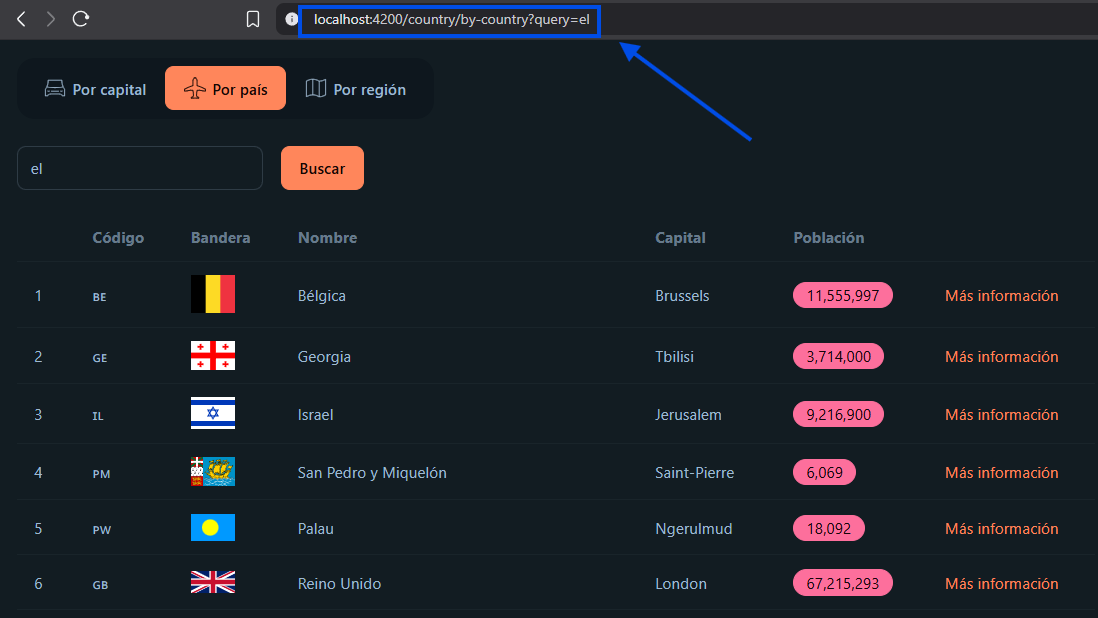 localhost:4200/country/by-country?query=el
Por capital Por país Por región
el Buscar
Código Bandera Nombre Capital Población
1 BE Bélgica Brussels 11,555,997 Más información
2 GE Georgia Tbilisi 3,714,000 Más información
3 IL Israel Jerusalem 9,216,900 Más información
4 PM San Pedro y Miquelón Saint-Pierre 6,069 Más información
5 PW Palau Ngerulmud 18,092 Más información
6 GB Reino Unido London 67,215,293 Más información